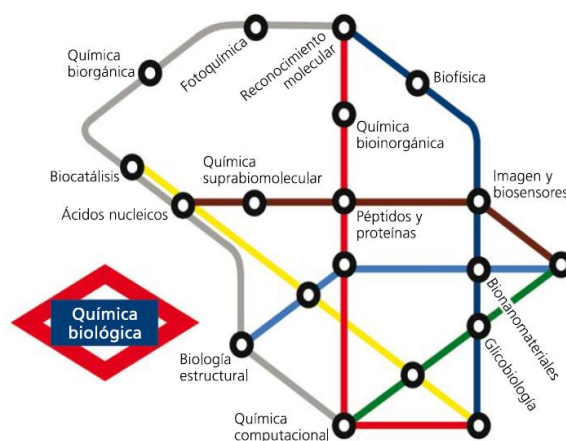 Química
biorgánica
Fotoquímica
Reconocimiento
molecular
Biofísica
Química
bioinorgánica
Biocatálisis
Química
suprabiomolecular
Imagen y
biosensores
Ácidos nucleicos
Péptidos y
proteínas
Química
biológica
Bionanomateriales
Glicobiología
Biología
estructural
Química
computacional